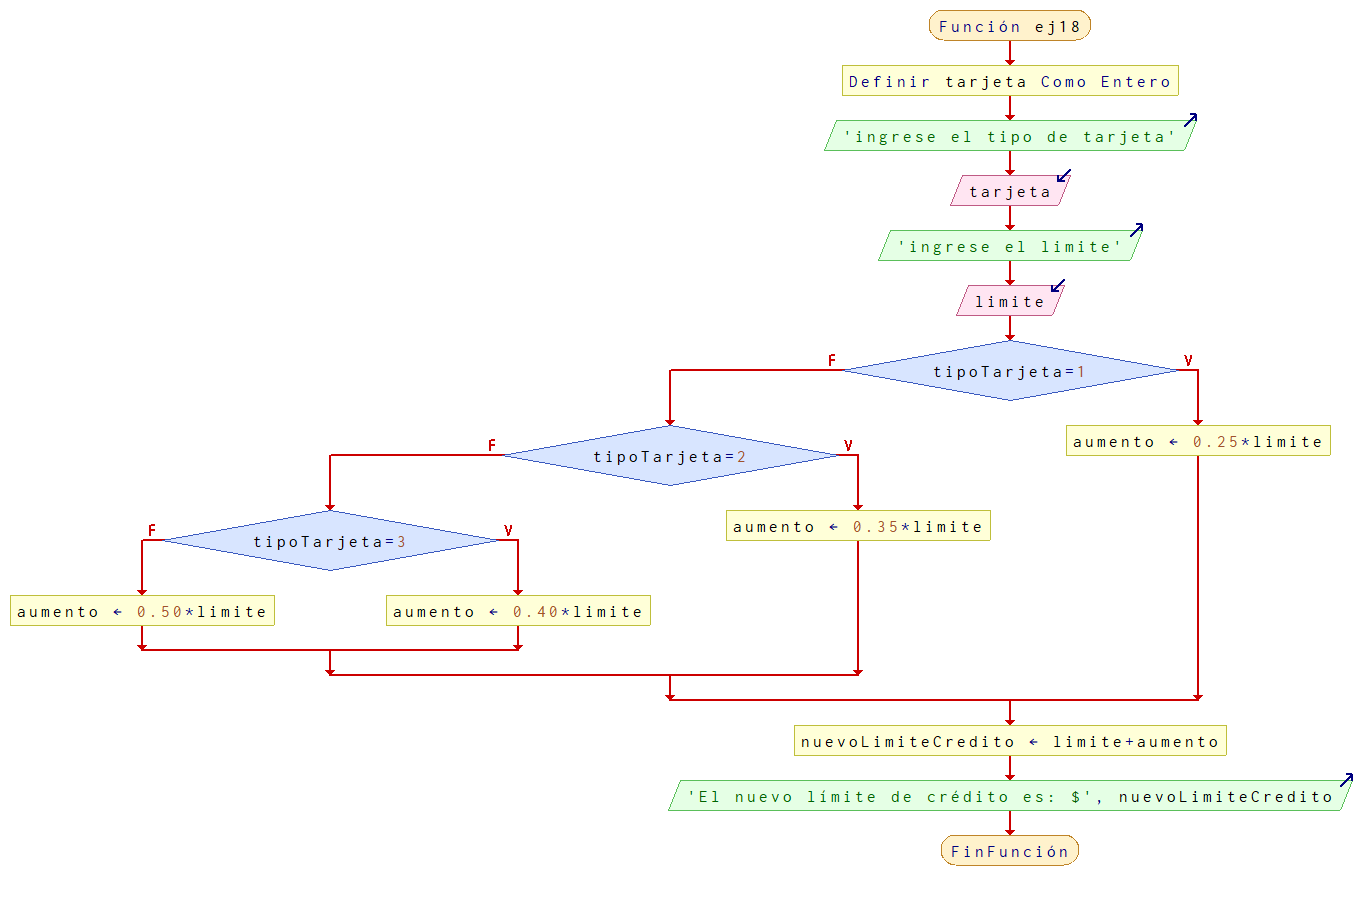 Función ej18
Definir tarjeta Como Entero
'ingrese el tipo de tarjeta'
tarjeta
'ingrese el limite'
limite
F
V
tipoTarjeta=1
F
V
aumento ← 0.25*limite
tipoTarjeta=2
F
V
aumento ← 0.35*limite
tipoTarjeta=3
aumento ← 0.50*limite
aumento ← 0.40*limite
nuevoLimiteCredito ← limite+aumento
'El nuevo límite de crédito es: $', nuevoLimiteCredito
FinFunción